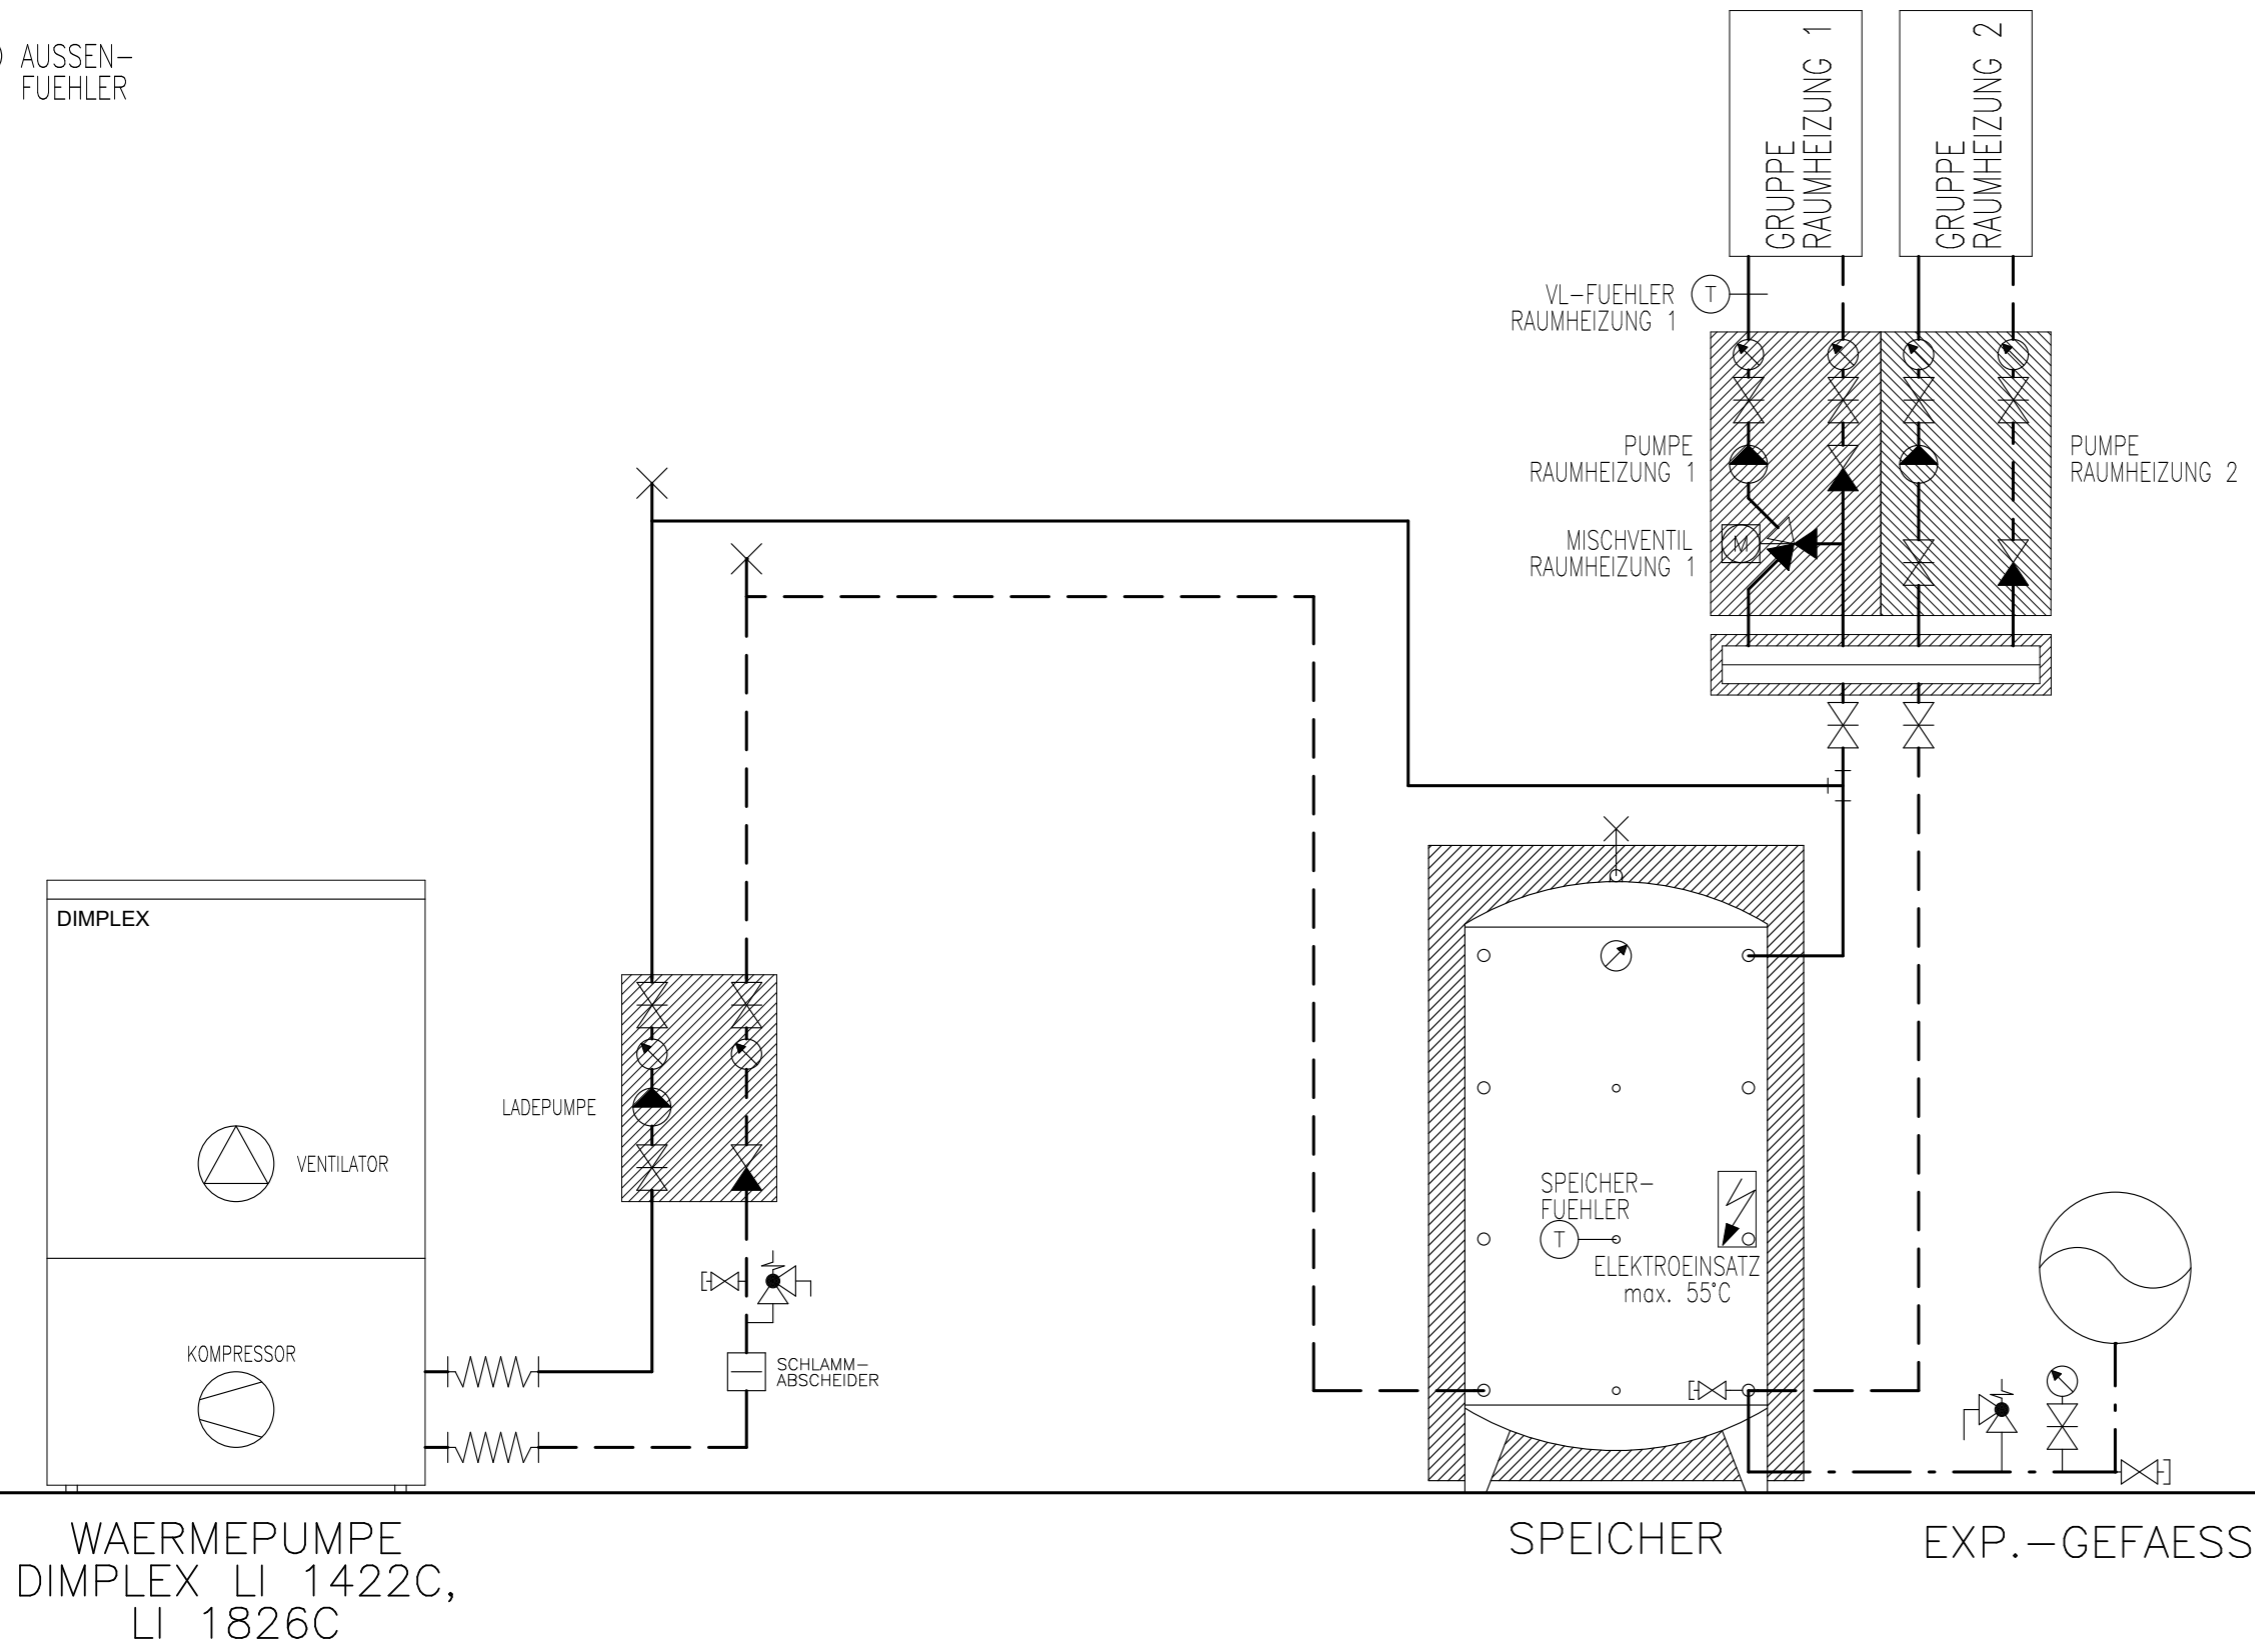 AUSSEN–
FUEHLER
GRUPPE
RAUMHEIZUNG 1
GRUPPE
RAUMHEIZUNG 2
VL–FUEHLER
RAUMHEIZUNG 1
T
PUMPE
RAUMHEIZUNG 1
PUMPE
RAUMHEIZUNG 2
MISCHVENTIL
RAUMHEIZUNG 1
M
DIMPLEX
LADEPUMPE
VENTILATOR
SPEICHER–
FUEHLER
T
ELEKTROEINSATZ
max. 55°C
KOMPRESSOR
SCHLAMM–
ABSCHEIDER
WAERMEPUMPE
DIMPLEX LI 1422C,
LI 1826C
SPEICHER
EXP.–GEFAESS